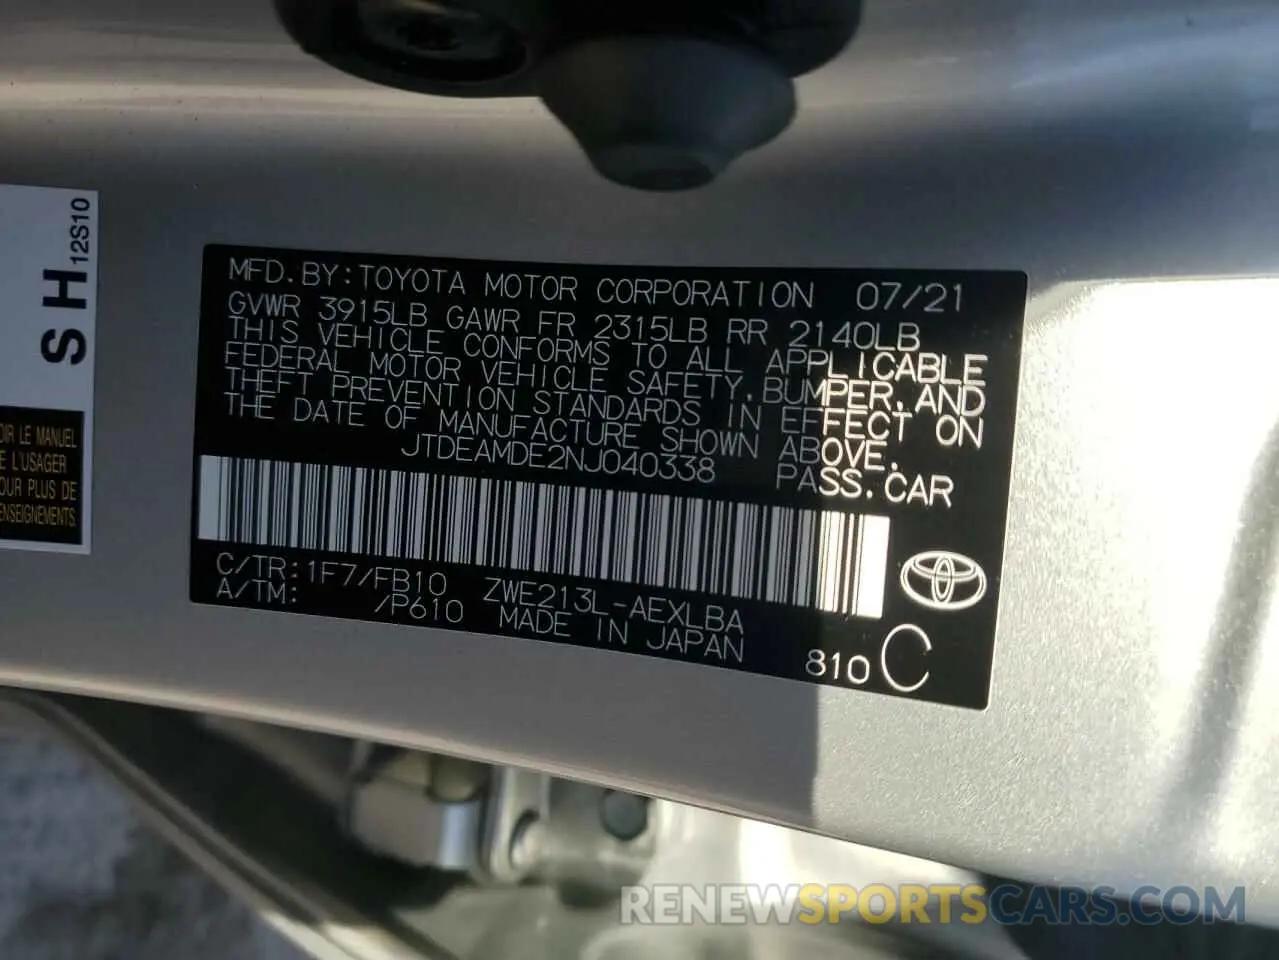 MFD. BY: TOYOTA MOTOR CORPORATION 07/21
GVWR 3915LB GAWR FR 2315LB RR 2140LB
THIS VEHICLE CONFORMS TO ALL APPLICABLE
FEDERAL MOTOR VEHICLE SAFETY, BUMPER, AND
THEFT PREVENTION STANDARDS IN EFFECT ON
THE DATE OF MANUFACTURE SHOWN ABOVE.
JTDEAMDE2NJ040338 PASS. CAR
C/TR: 1F7/FB10 ZWE213L-AEXLBA
A/TM: /P610 MADE IN JAPAN
810 C
SH 12S10
LE MANUEL
L'USAGER
PLUS DE
RENEWSPORTSCARS.COM